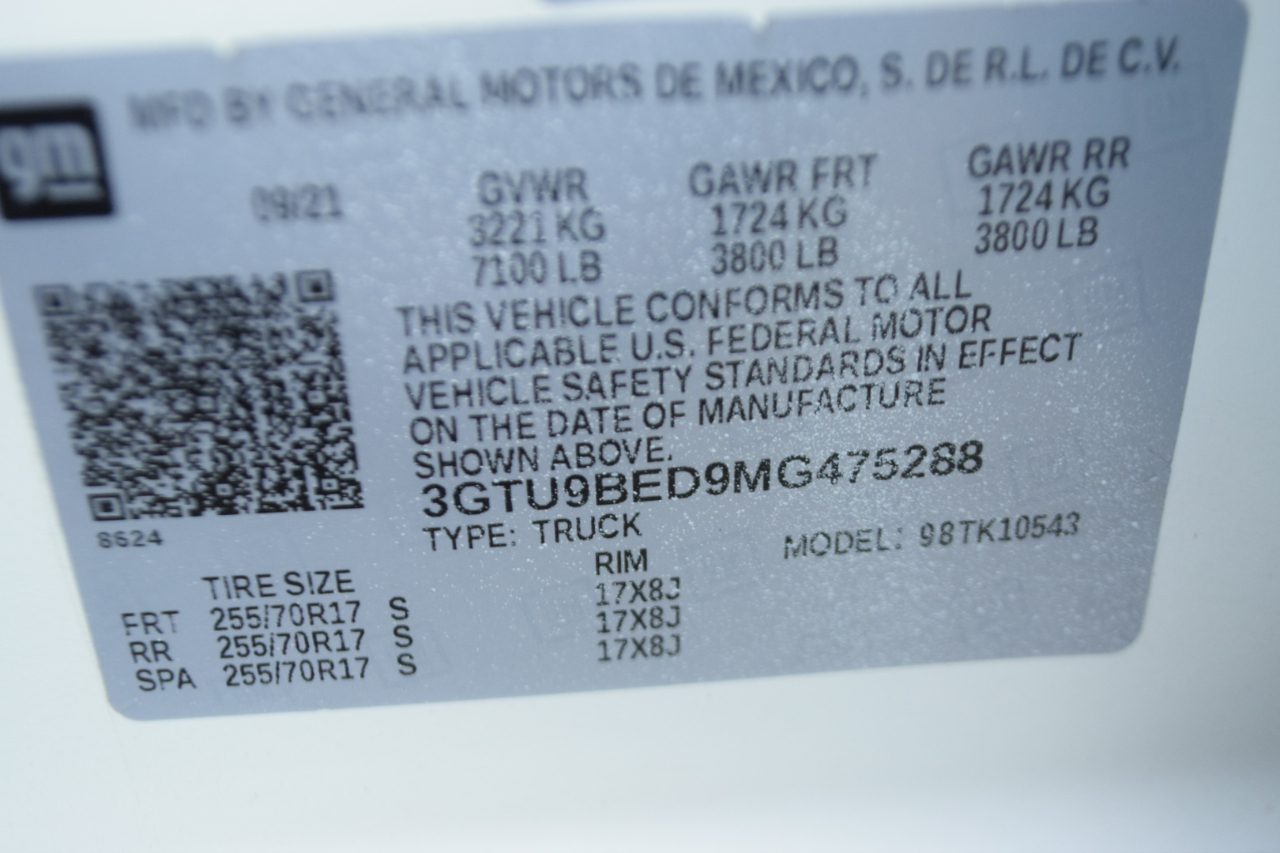 MFD BY GENERAL MOTORS DE MEXICO, S. DE R.L. DE C.V.
gm
09/21 GVWR GAWR FRT GAWR RR
3221 KG 1724 KG 1724 KG
7100 LB 3800 LB 3800 LB
THIS VEHICLE CONFORMS TO ALL
APPLICABLE U.S. FEDERAL MOTOR
VEHICLE SAFETY STANDARDS IN EFFECT
ON THE DATE OF MANUFACTURE
SHOWN ABOVE.
3GTU9BED9MG475288
8624
TYPE: TRUCK MODEL: 98TK10543
TIRE SIZE RIM
FRT 255/70R17 S 17X8J
RR 255/70R17 S 17X8J
SPA 255/70R17 S 17X8J